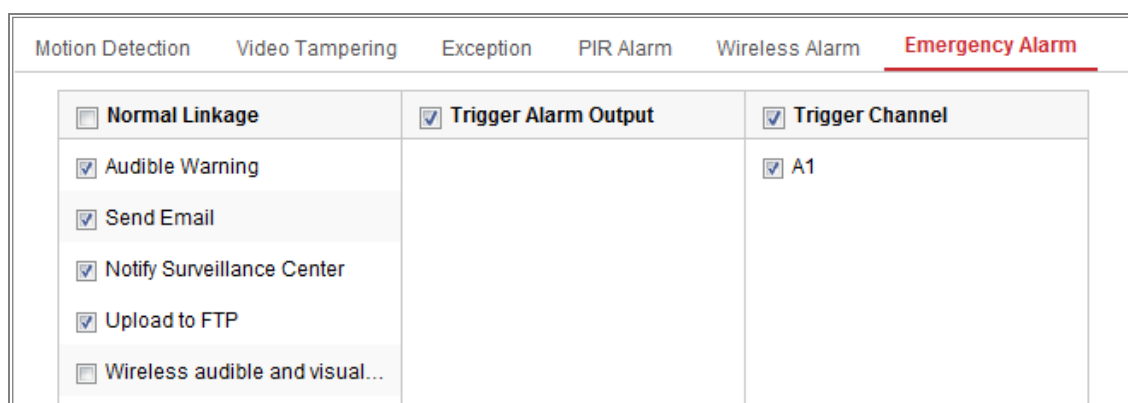 Motion Detection Video Tampering Exception PIR Alarm Wireless Alarm Emergency Alarm
Normal Linkage Trigger Alarm Output Trigger Channel
Audible Warning A1
Send Email
Notify Surveillance Center
Upload to FTP
Wireless audible and visual...